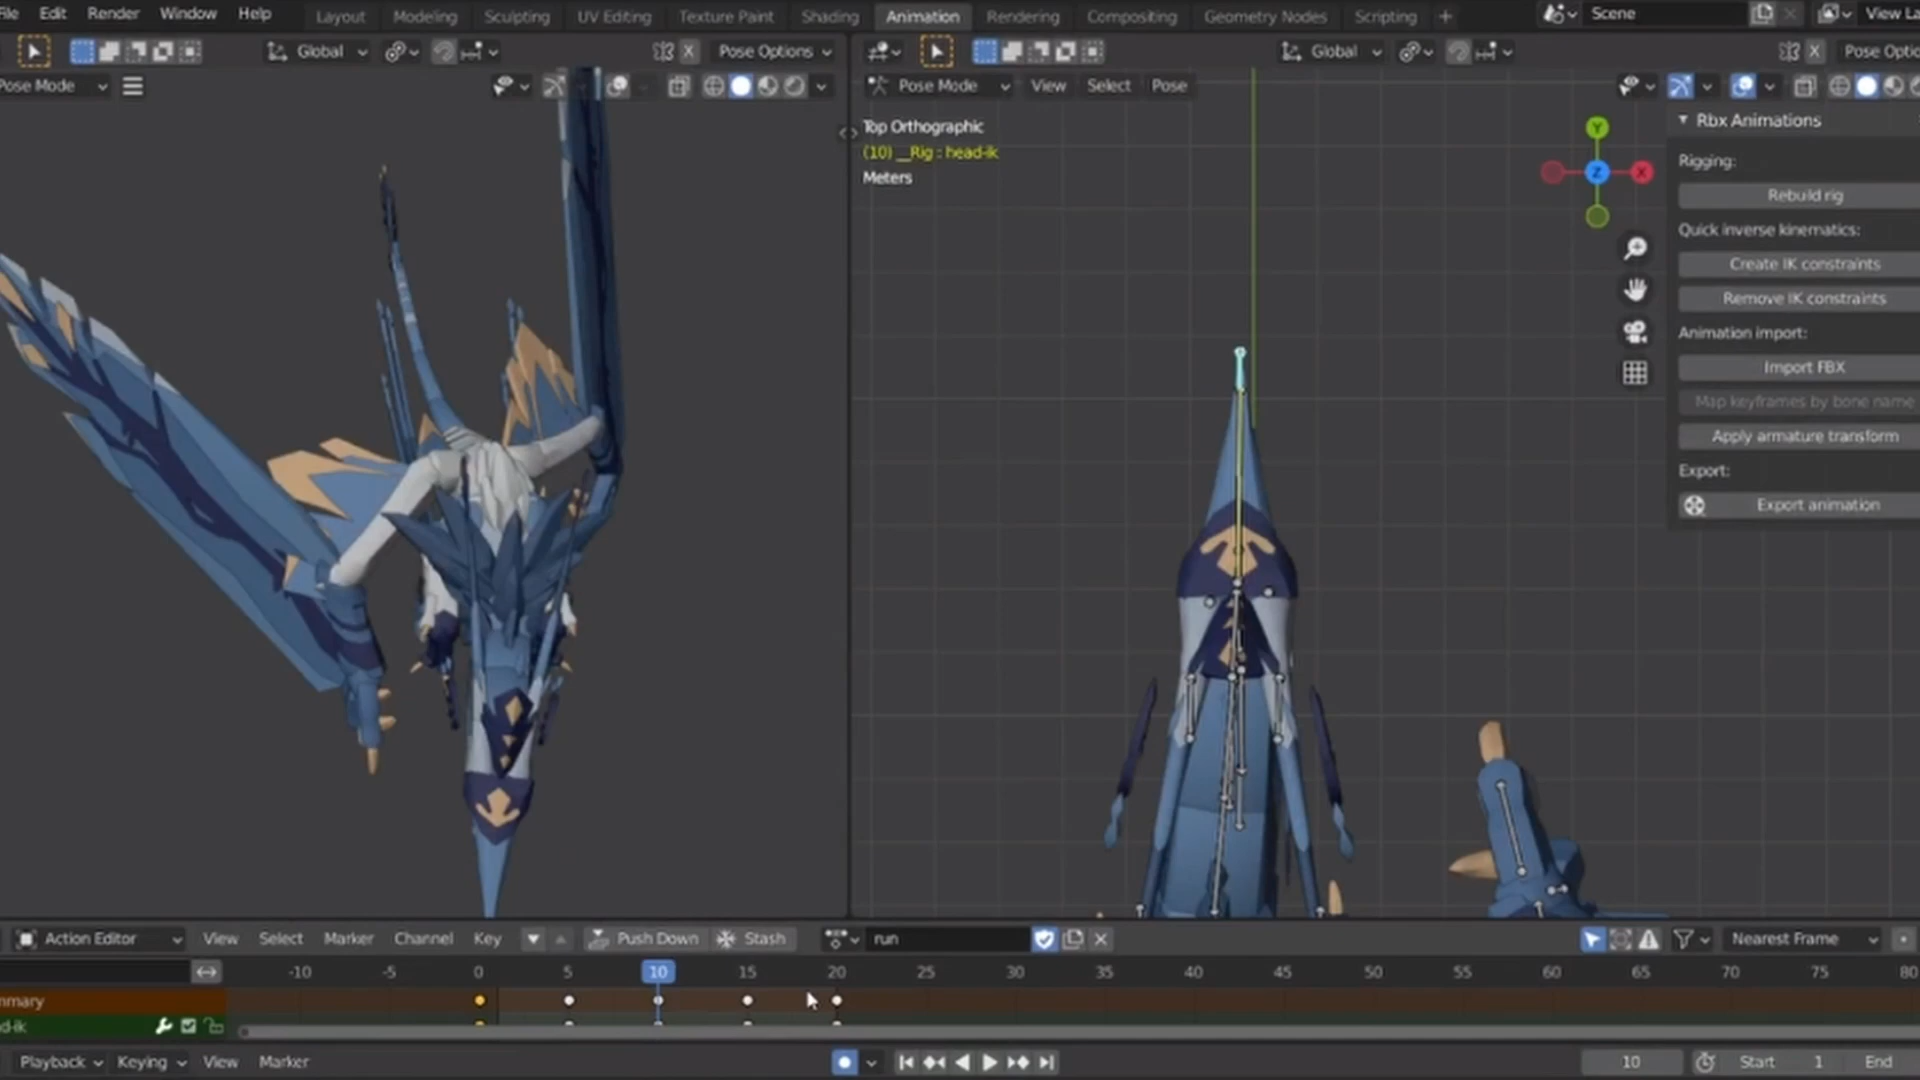 File Edit Render Window Help Layout Modeling Sculpting UV Editing Texture Paint Shading Animation Rendering Compositing Geometry Nodes Scripting + Scene View La
Global X Pose Options Global X Pose Optic
Pose Mode Pose Mode View Select Pose
Top Orthographic
(10) __Rig : head-ik
Meters
Y
Z X
Rbx Animations
Rigging:
Rebuild rig
Quick inverse kinematics:
Create IK constraints
Remove IK constraints
Animation import:
Import FBX
Map keyframes by bone name
Apply armature transform
Export:
Export animation
Action Editor View Select Marker Channel Key Push Down Stash run Nearest Frame
-10 -5 0 5 10 15 20 25 30 35 40 45 50 55 60 65 70 75 80
mmary
d-ik
Playback Keying View Marker 10 Start 1 End